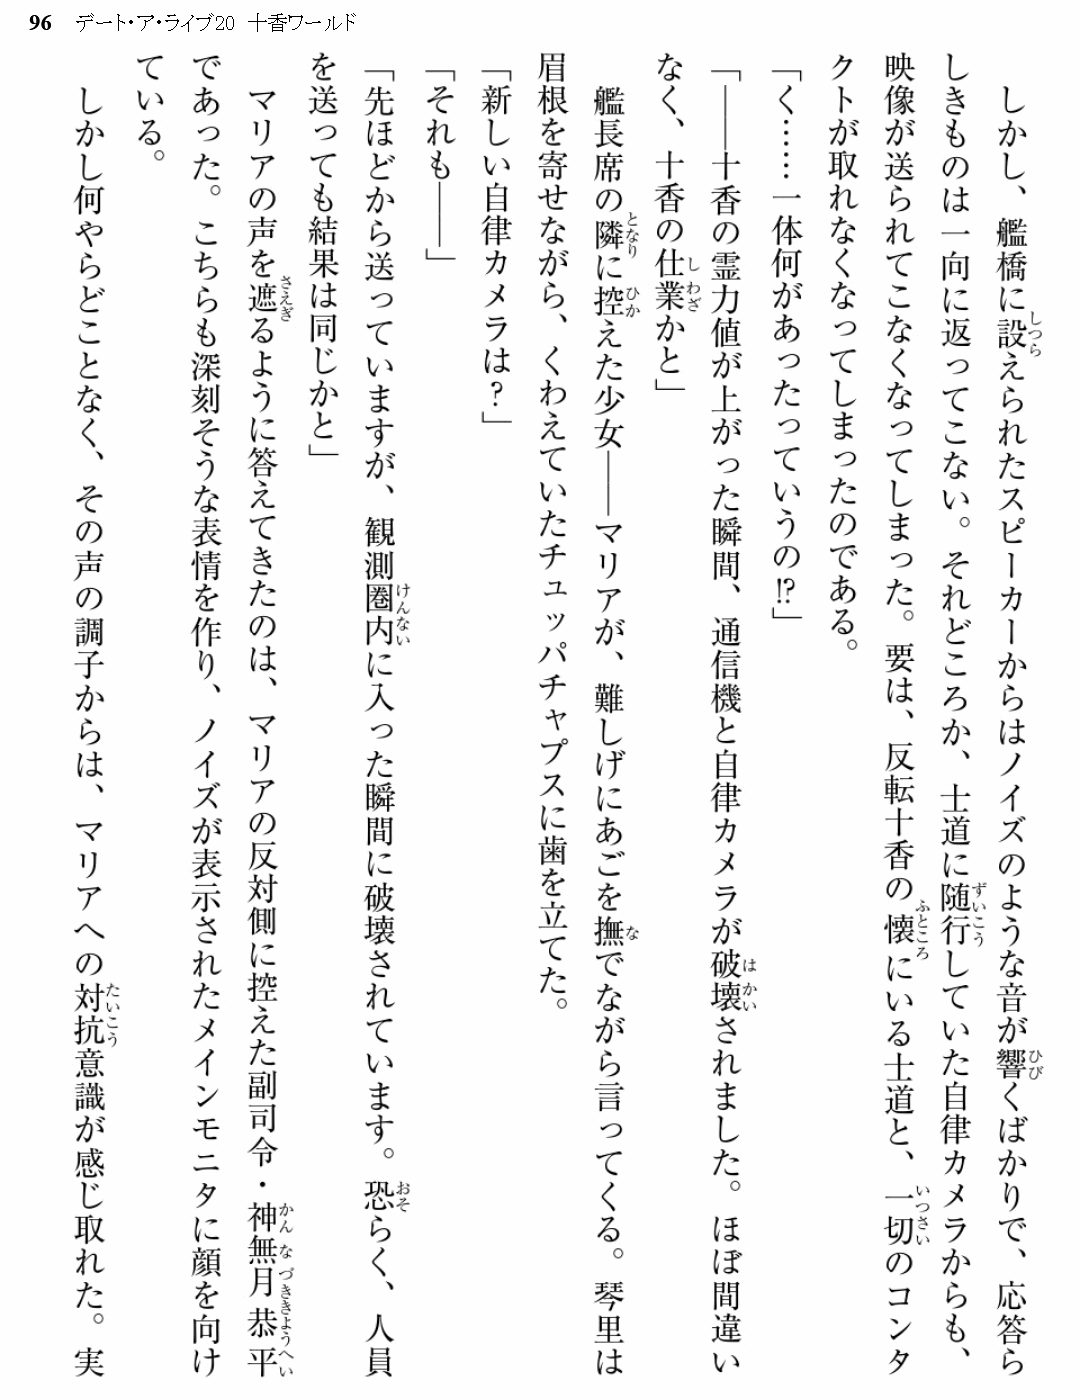 96 デート・ア・ライブ20 十香ワールド
しかし、艦橋に設えられたスピーカーからはノイズのような音が響くばかりで、応答ら
しきものは一向に返ってこない。それどころか、士道に随行していた自律カメラからも、
映像が送られてこなくなってしまった。要は、反転十香の懐にいる士道と、一切のコンタ
クトが取れなくなってしまったのである。
「く……一体何があったっていうの⁉」
「――十香の霊力値が上がった瞬間、通信機と自律カメラが破壊されました。ほぼ間違い
なく、十香の仕業かと」
艦長席の隣に控えた少女――マリアが、難しげにあごを撫でながら言ってくる。琴里は
眉根を寄せながら、くわえていたチュッパチャプスに歯を立てた。
「新しい自律カメラは？」
「それも――」
「先ほどから送っていますが、観測圏内に入った瞬間に破壊されています。恐らく、人員
を送っても結果は同じかと」
マリアの声を遮るように答えてきたのは、マリアの反対側に控えた副司令・神無月恭平
であった。こちらも深刻そうな表情を作り、ノイズが表示されたメインモニタに顔を向け
ている。
しかし何やらどことなく、その声の調子からは、マリアへの対抗意識が感じ取れた。実